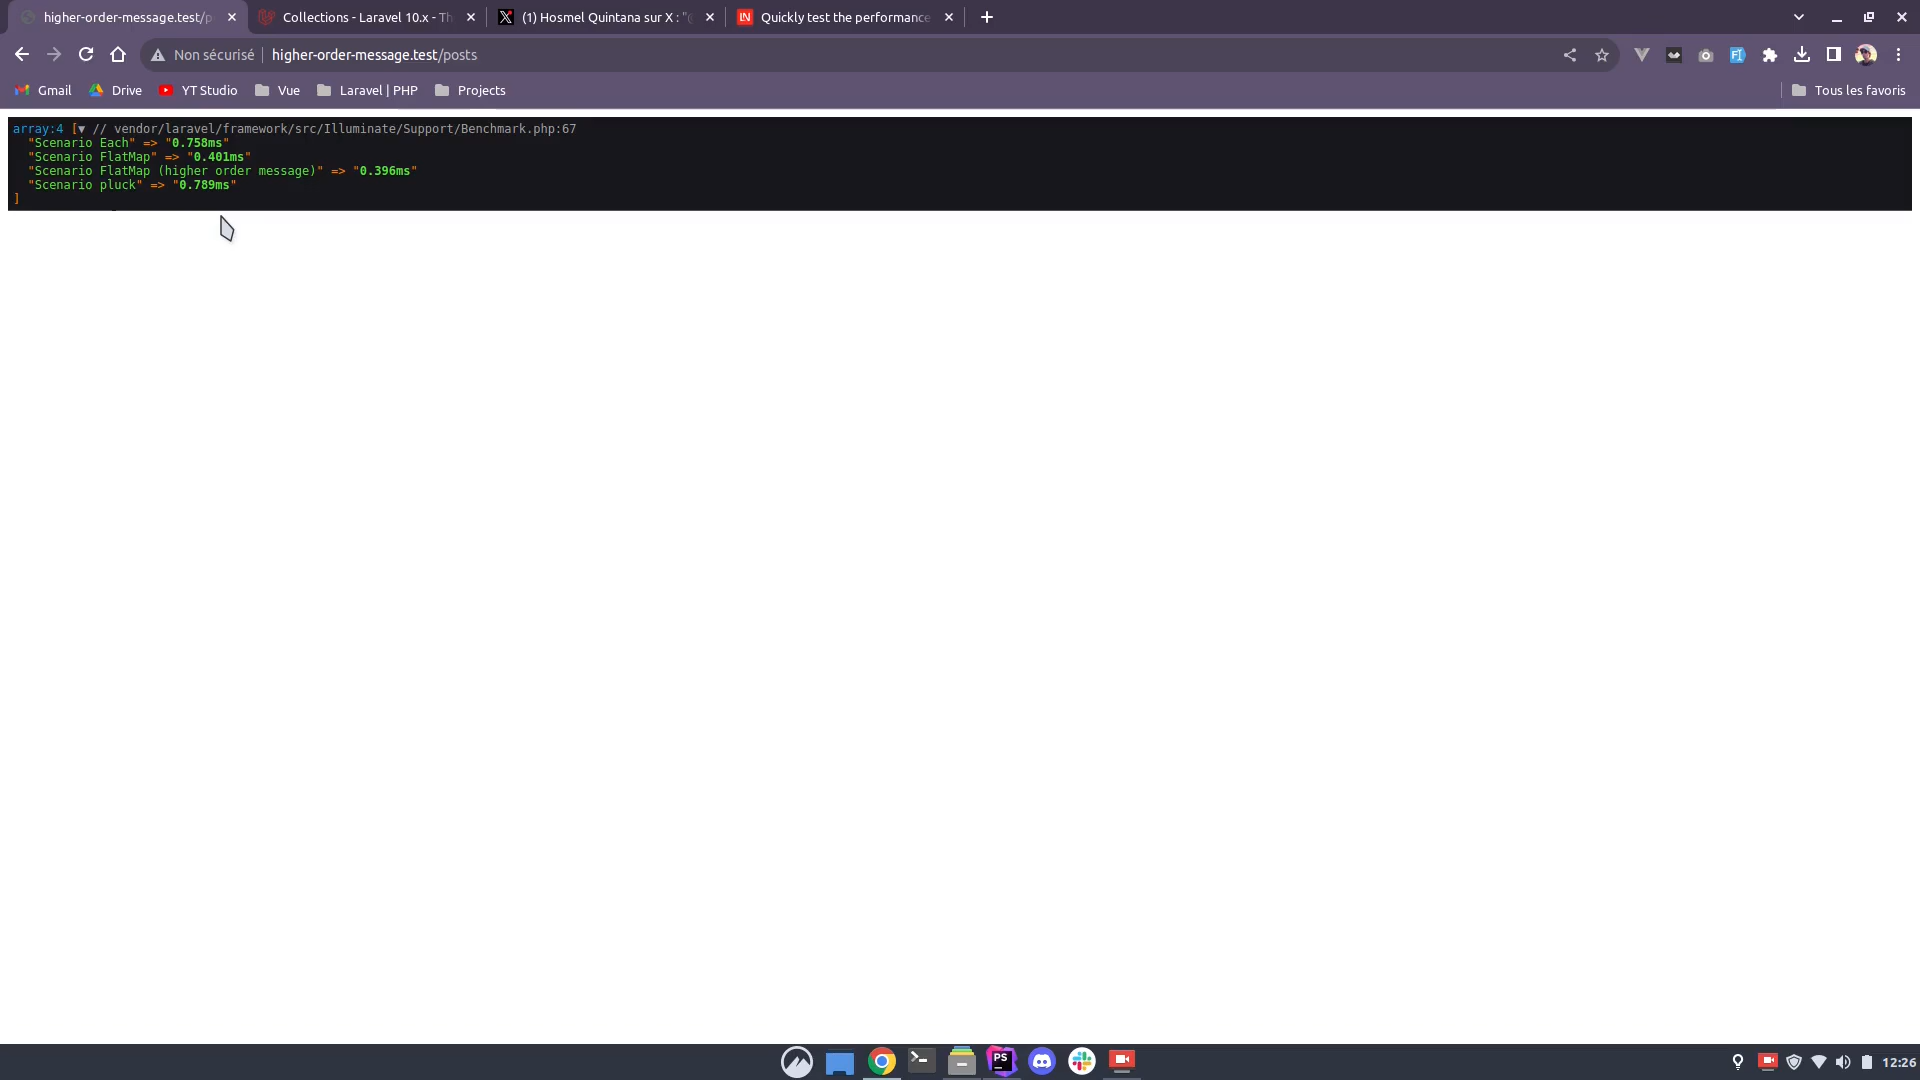 higher-order-message.test/p
Collections - Laravel 10.x - Th
(1) Hosmel Quintana sur X : "@
Quickly test the performance
Non sécurisé
higher-order-message.test/posts
Gmail
Drive
YT Studio
Vue
Laravel | PHP
Projects
Tous les favoris
array:4 [▼ // vendor/laravel/framework/src/Illuminate/Support/Benchmark.php:67
"Scenario Each" => "0.758ms"
"Scenario FlatMap" => "0.401ms"
"Scenario FlatMap (higher order message)" => "0.396ms"
"Scenario pluck" => "0.789ms"
]
PS
12:26